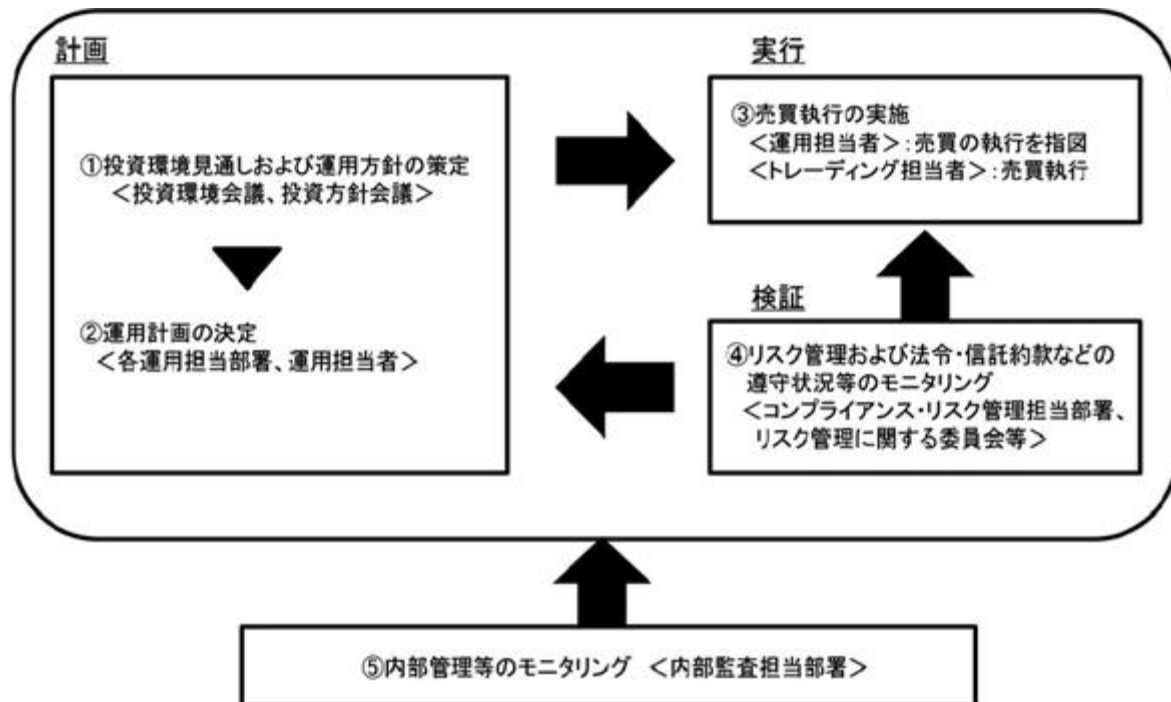 計画
①投資環境見通しおよび運用方針の策定
＜投資環境会議、投資方針会議＞
②運用計画の決定
＜各運用担当部署、運用担当者＞
実行
③売買執行の実施
＜運用担当者＞：売買の執行を指図
＜トレーディング担当者＞：売買執行
検証
④リスク管理および法令・信託約款などの
遵守状況等のモニタリング
＜コンプライアンス・リスク管理担当部署、
リスク管理に関する委員会等＞
⑤内部管理等のモニタリング ＜内部監査担当部署＞